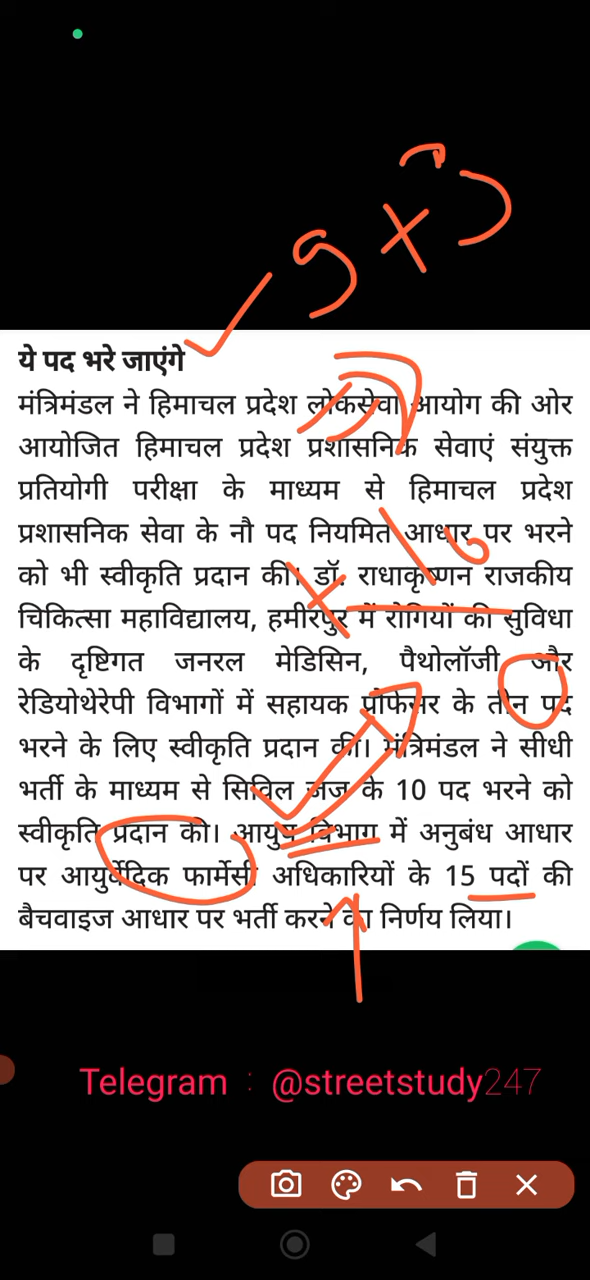 9 x
ये पद भरे जाएंगे
मंत्रिमंडल ने हिमाचल प्रदेश लोकसेवा आयोग की ओर
आयोजित हिमाचल प्रदेश प्रशासनिक सेवाएं संयुक्त
प्रतियोगी परीक्षा के माध्यम से हिमाचल प्रदेश
प्रशासनिक सेवा के नौ पद नियमित आधार पर भरने
को भी स्वीकृति प्रदान की। डॉ. राधाकृष्णन राजकीय
चिकित्सा महाविद्यालय, हमीरपुर में रोगियों की सुविधा
के दृष्टिगत जनरल मेडिसिन, पैथोलॉजी और
रेडियोथेरेपी विभागों में सहायक प्रोफेसर के तीन पद
भरने के लिए स्वीकृति प्रदान की। मंत्रिमंडल ने सीधी
भर्ती के माध्यम से सिविल जज के 10 पद भरने को
स्वीकृति प्रदान की। आयुष विभाग में अनुबंध आधार
पर आयुर्वेदिक फार्मेसी अधिकारियों के 15 पदों की
बैचवाइज आधार पर भर्ती करने का निर्णय लिया।
Telegram : @streetstudy247